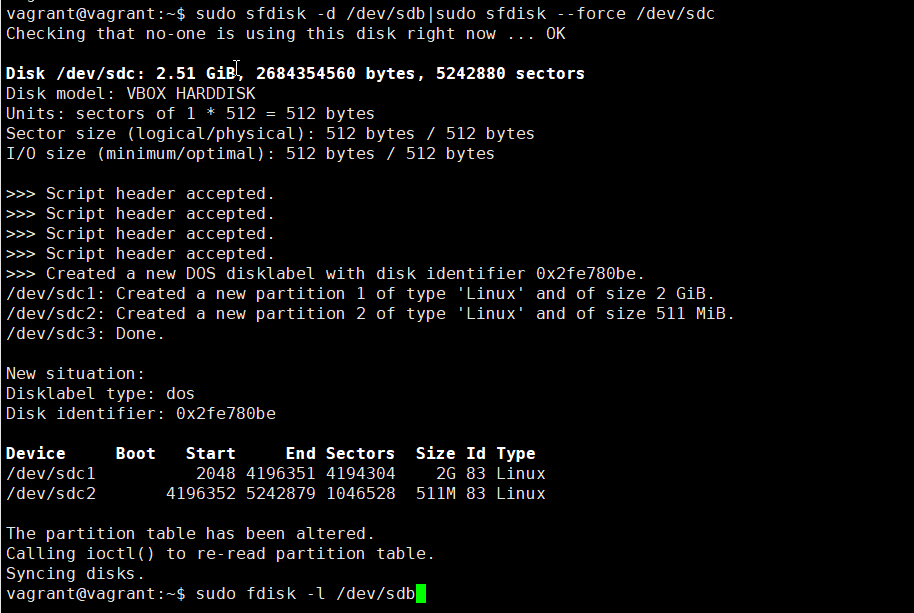 vagrant@vagrant:~$ sudo sfdisk -d /dev/sdb|sudo sfdisk --force /dev/sdc
Checking that no-one is using this disk right now ... OK
Disk /dev/sdc: 2.51 GiB, 2684354560 bytes, 5242880 sectors
Disk model: VBOX HARDDISK
Units: sectors of 1 * 512 = 512 bytes
Sector size (logical/physical): 512 bytes / 512 bytes
I/O size (minimum/optimal): 512 bytes / 512 bytes
>>> Script header accepted.
>>> Script header accepted.
>>> Script header accepted.
>>> Script header accepted.
>>> Created a new DOS disklabel with disk identifier 0x2fe780be.
/dev/sdc1: Created a new partition 1 of type 'Linux' and of size 2 GiB.
/dev/sdc2: Created a new partition 2 of type 'Linux' and of size 511 MiB.
/dev/sdc3: Done.
New situation:
Disklabel type: dos
Disk identifier: 0x2fe780be
Device     Boot   Start     End Sectors  Size Id Type
/dev/sdc1          2048 4196351 4194304    2G 83 Linux
/dev/sdc2       4196352 5242879 1046528  511M 83 Linux
The partition table has been altered.
Calling ioctl() to re-read partition table.
Syncing disks.
vagrant@vagrant:~$ sudo fdisk -l /dev/sdb